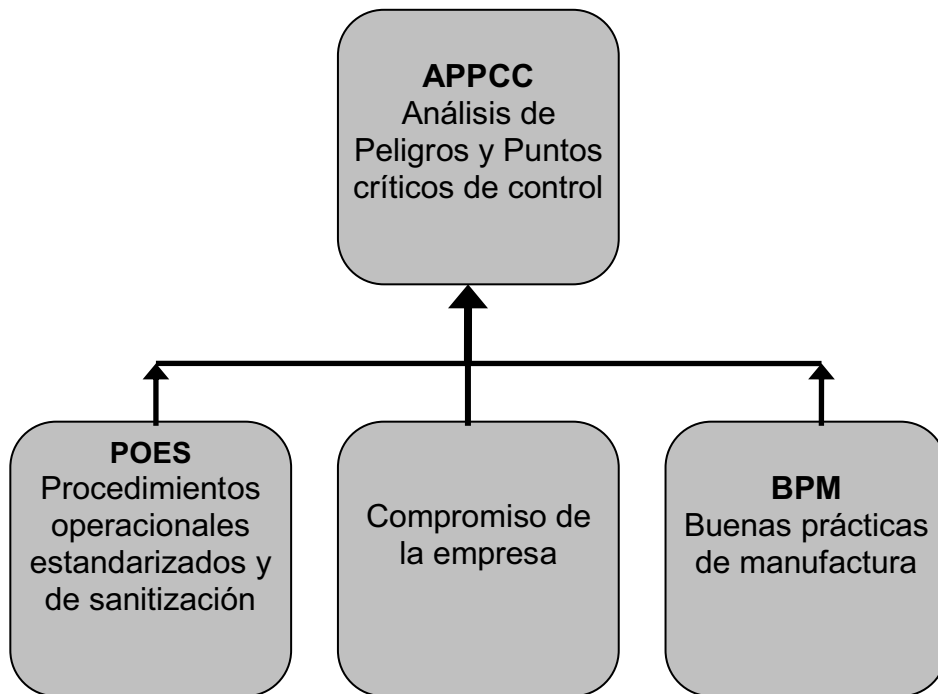 APPCC
Análisis de
Peligros y Puntos
críticos de control
POES
Procedimientos
operacionales
estandarizados y
de sanitización
Compromiso de
la empresa
BPM
Buenas prácticas
de manufactura